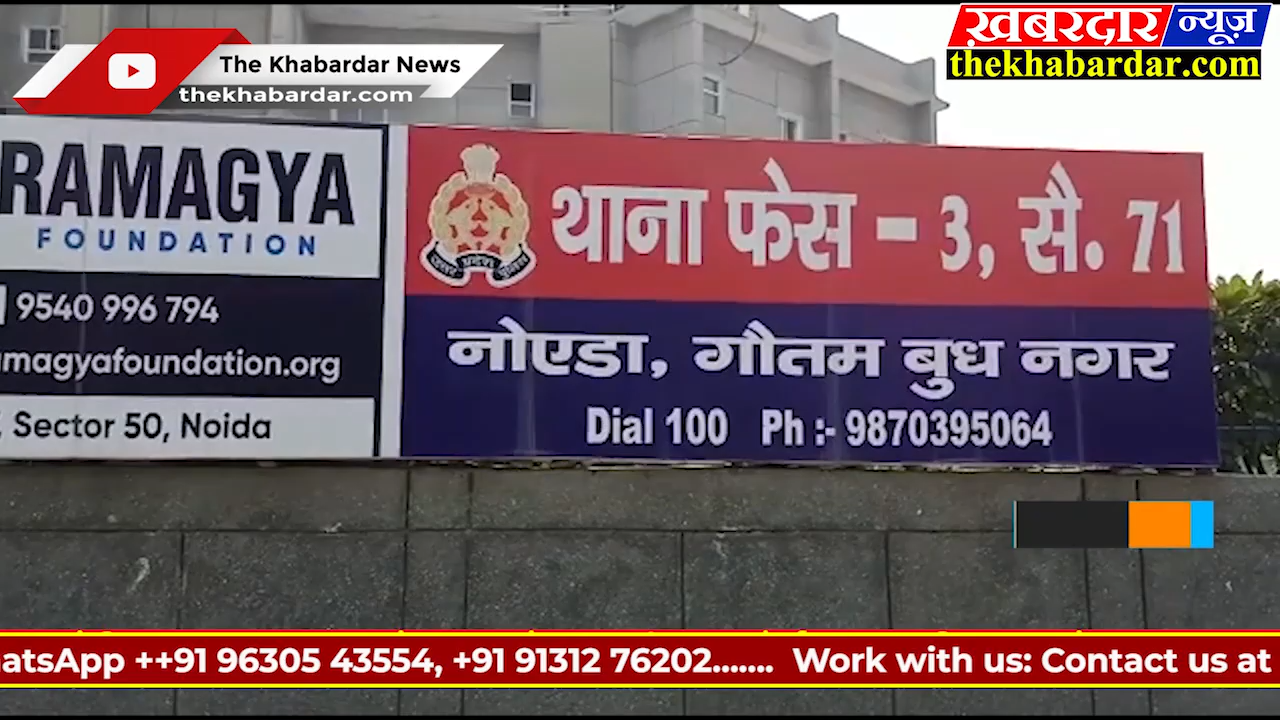 The Khabardar News
thekhabardar.com
ख़बरदार न्यूज़
thekhabardar.com
RAMAGYA
FOUNDATION
9540 996 794
magyafoundation.org
Sector 50, Noida
थाना फेस - 3, सै. 71
नोएडा, गौतम बुध नगर
Dial 100 Ph :- 9870395064
atsApp ++91 96305 43554, +91 91312 76202....... Work with us: Contact us at